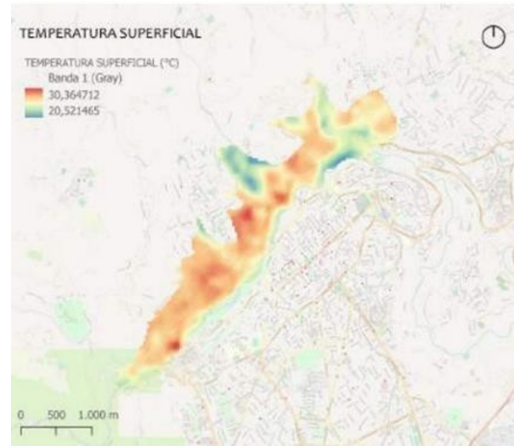 TEMPERATURA SUPERFICIAL
TEMPERATURA SUPERFICIAL (°C)
Banda 1 (Gray)
30,364712
20,521465
0 500 1.000 m